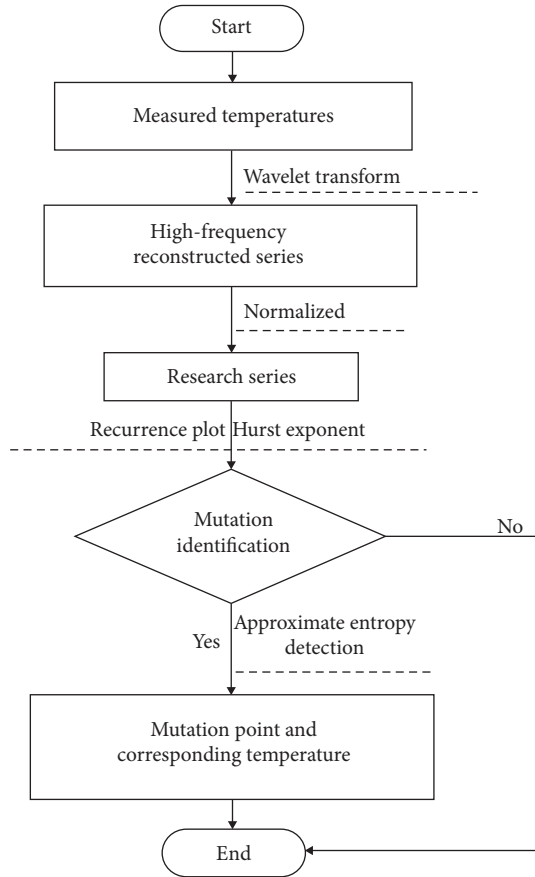 Start
Measured temperatures
Wavelet transform
High-frequency
reconstructed series
Normalized
Research series
Recurrence plot Hurst exponent
Mutation
identification
No
Yes
Approximate entropy
detection
Mutation point and
corresponding temperature
End